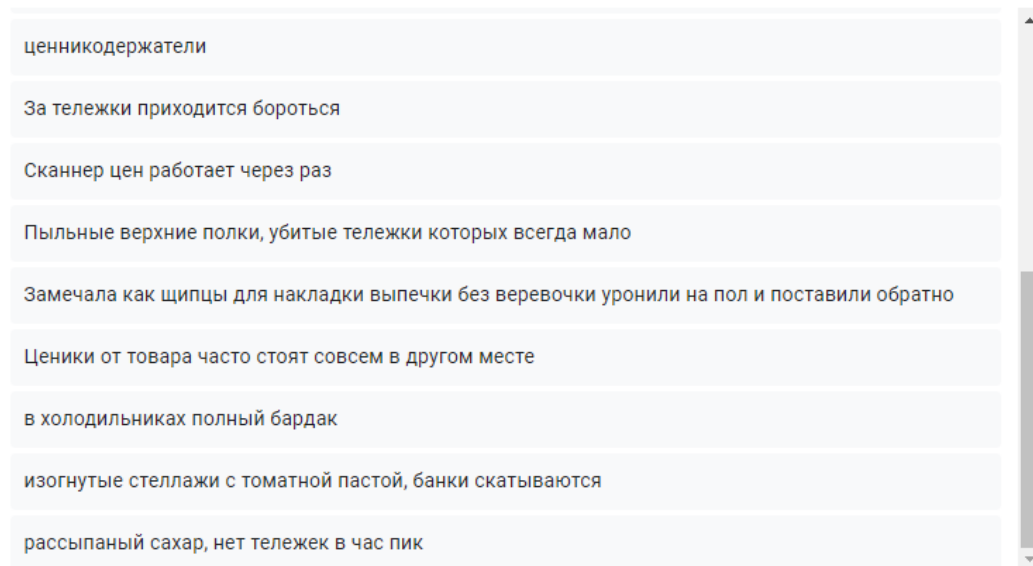 ценникодержатели
За тележки приходится бороться
Сканнер цен работает через раз
Пыльные верхние полки, убитые тележки которых всегда мало
Замечала как щипцы для накладки выпечки без веревочки уронили на пол и поставили обратно
Ценики от товара часто стоят совсем в другом месте
в холодильниках полный бардак
изогнутые стеллажи с томатной пастой, банки скатываются
рассыпаный сахар, нет тележек в час пик